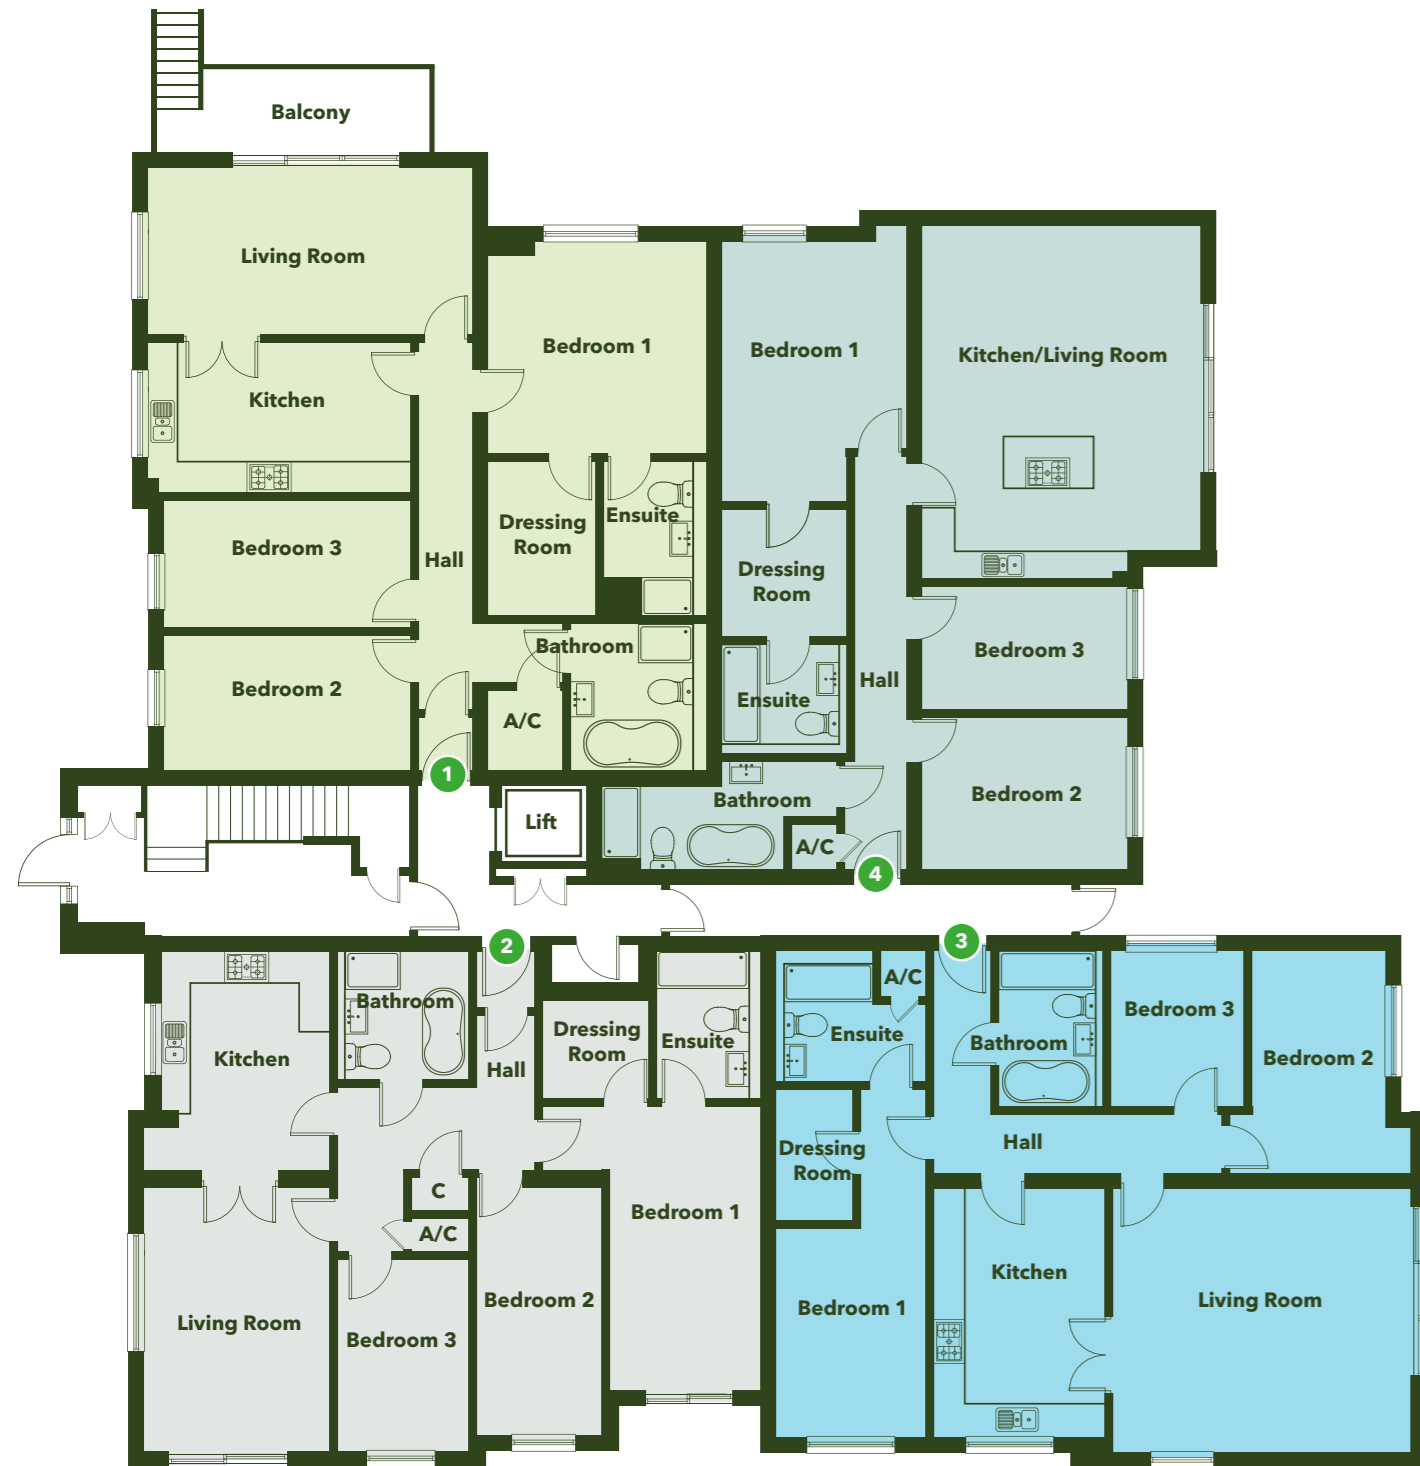 Balcony
Living Room
Bedroom 1
Kitchen
Bedroom 3
Hall
Dressing
Room
Ensuite
Bedroom 2
Bathroom
A/C
1
Bedroom 1
Kitchen/Living Room
Dressing
Room
Ensuite
Hall
Bedroom 3
Bedroom 2
Bathroom
A/C
4
Lift
2
Bathroom
Kitchen
Hall
Dressing
Room
Ensuite
C
A/C
Living Room
Bedroom 3
Bedroom 2
Bedroom 1
3
A/C
Ensuite
Bathroom
Bedroom 3
Bedroom 2
Dressing
Room
Hall
Bedroom 1
Kitchen
Living Room